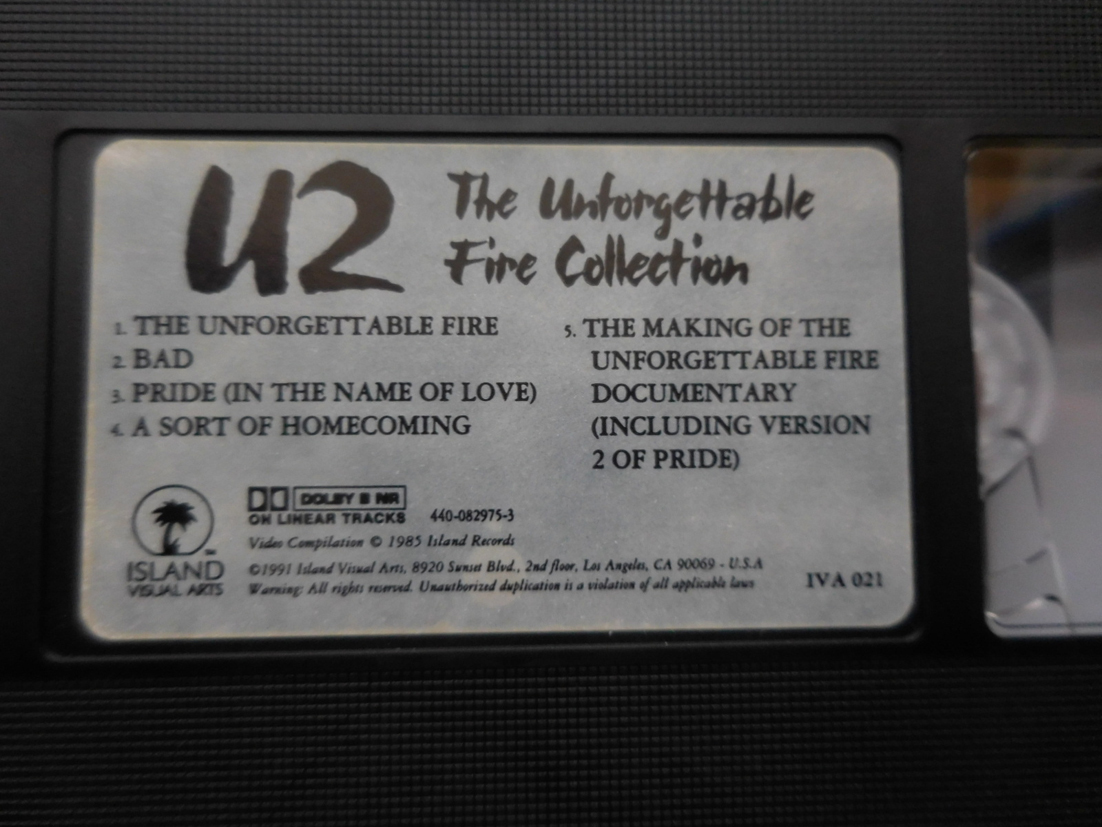 U2
The Unforgettable
Fire Collection
1. THE UNFORGETTABLE FIRE
2. BAD
3. PRIDE (IN THE NAME OF LOVE)
4. A SORT OF HOMECOMING
5. THE MAKING OF THE
UNFORGETTABLE FIRE
DOCUMENTARY
(INCLUDING VERSION
2 OF PRIDE)
ISLAND
VISUAL ARTS
DOLBY B NR
ON LINEAR TRACKS 440-082975-3
Video Compilation © 1985 Island Records
©1991 Island Visual Arts, 8920 Sunset Blvd., 2nd floor, Los Angeles, CA 90069 - U.S.A
Warning: All rights reserved. Unauthorized duplication is a violation of all applicable laws
IVA 021